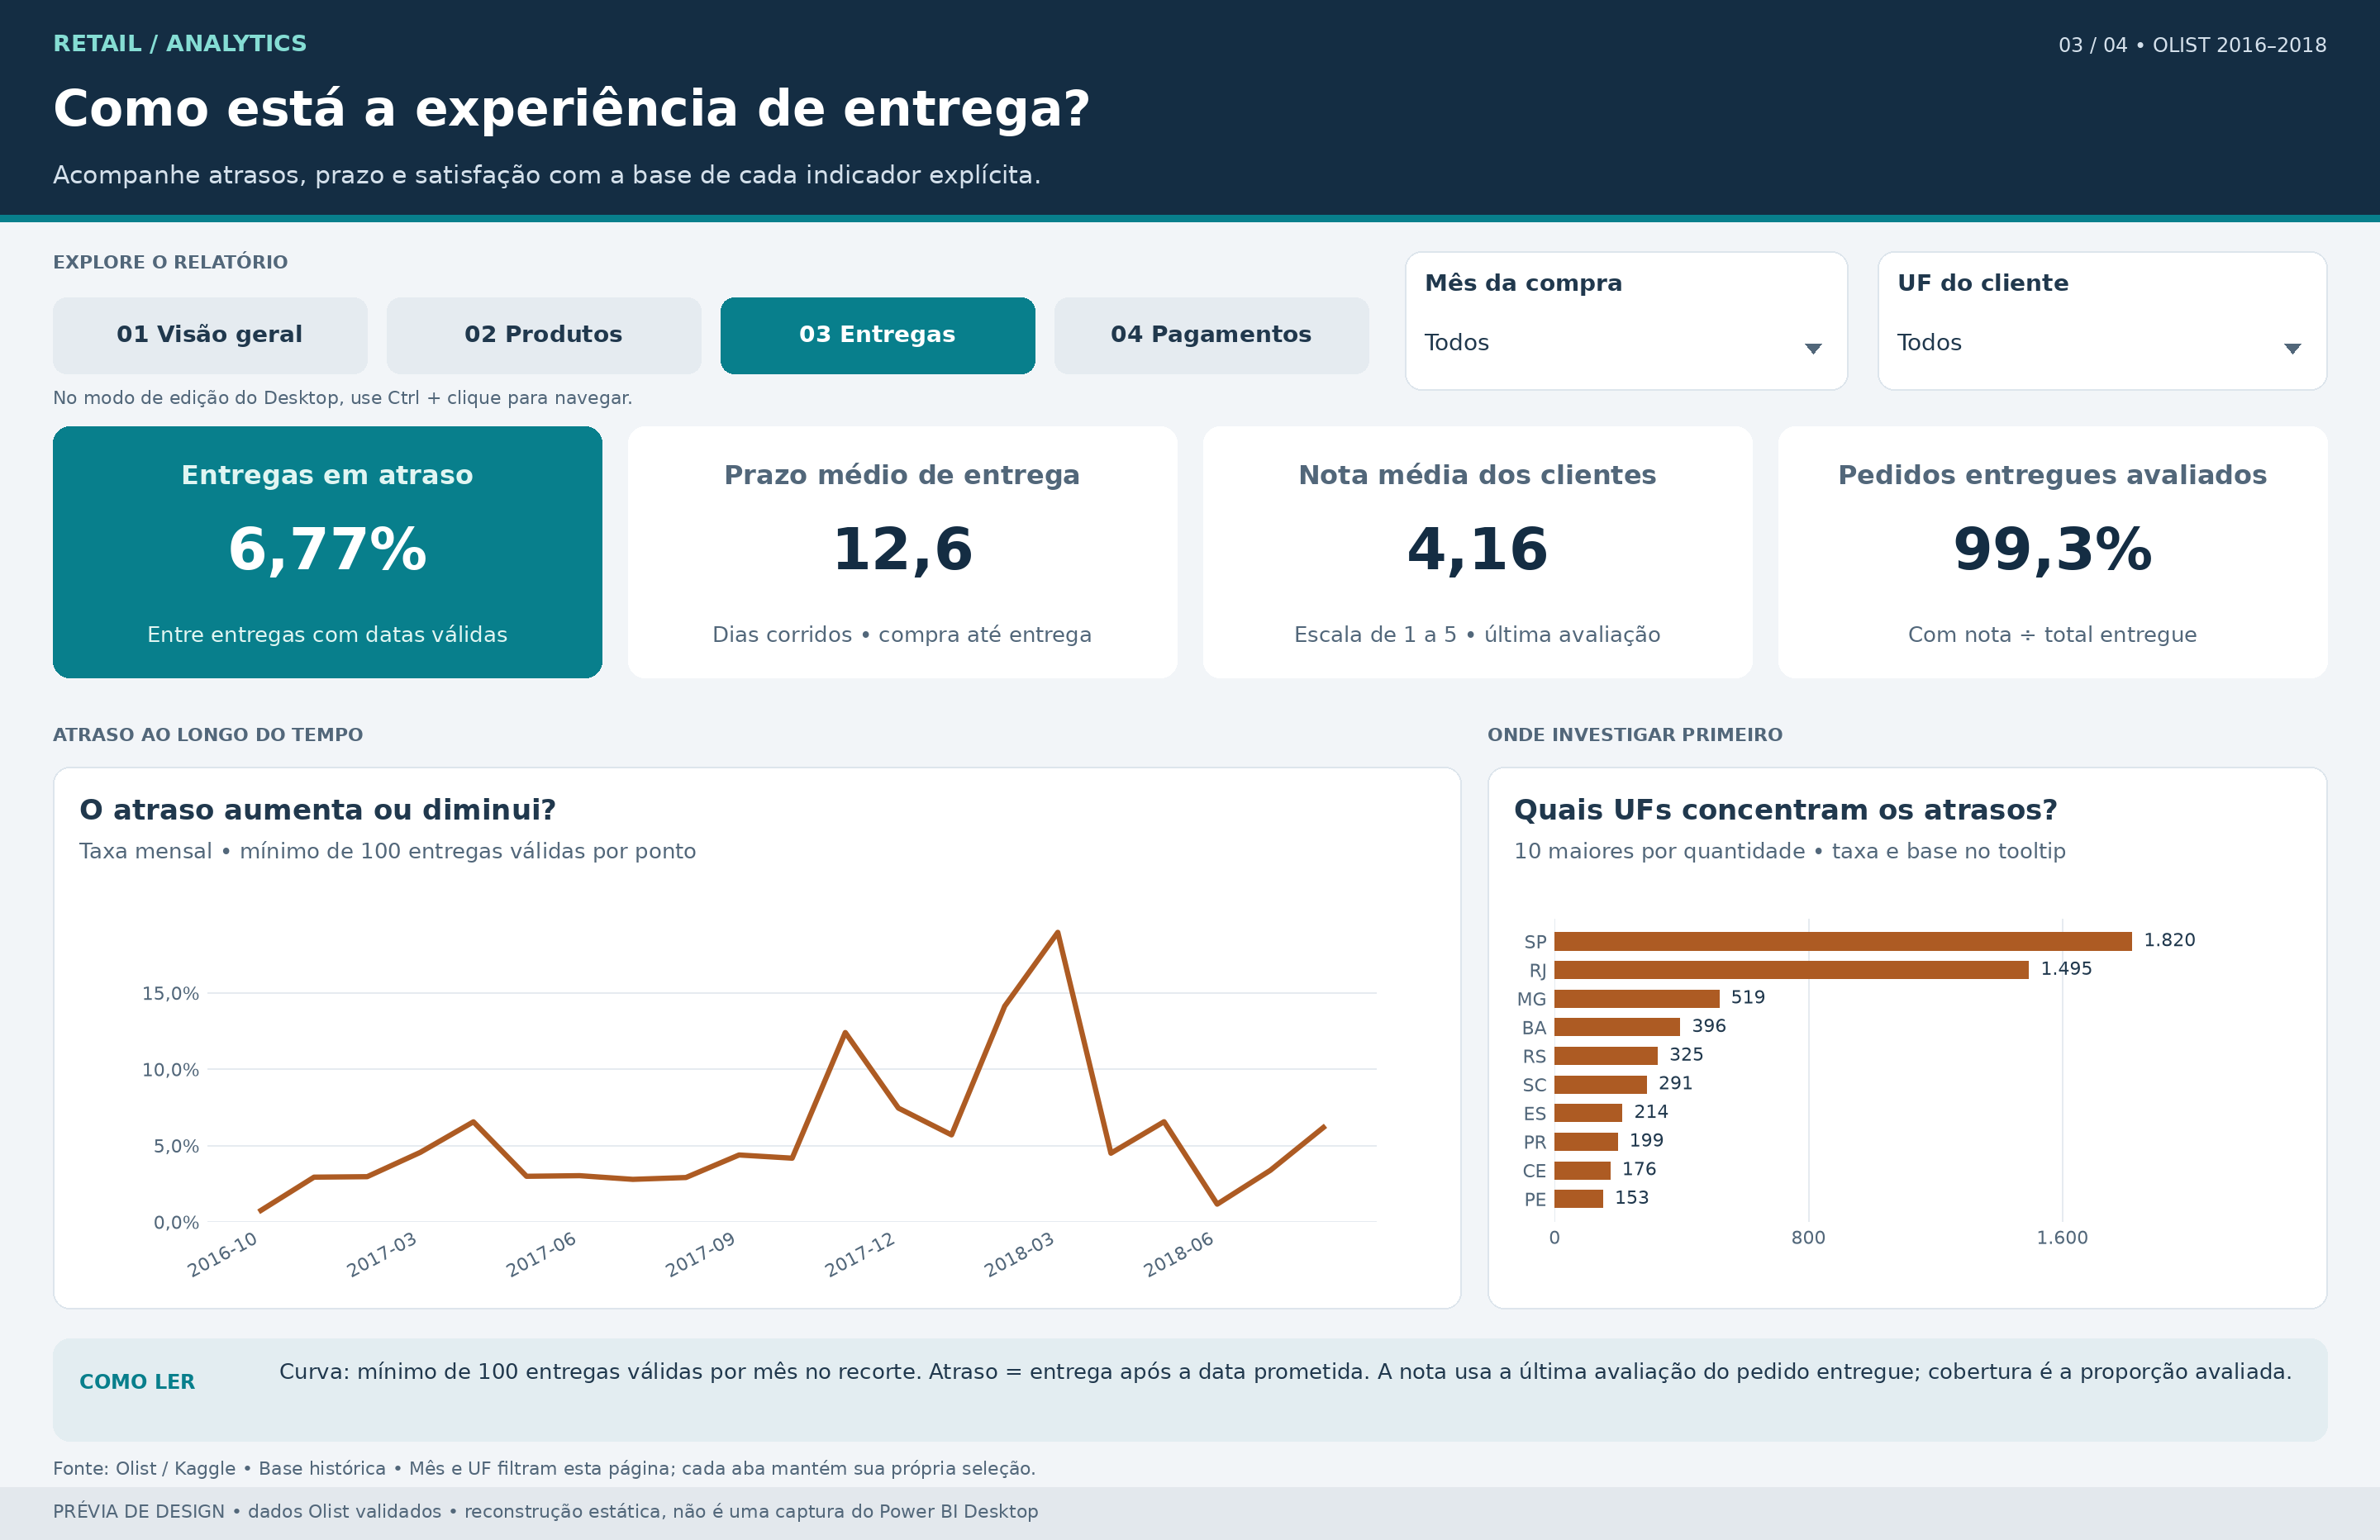 RETAIL / ANALYTICS
03 / 04 • OLIST 2016–2018
Como está a experiência de entrega?
Acompanhe atrasos, prazo e satisfação com a base de cada indicador explícita.
EXPLORE O RELATÓRIO
01 Visão geral
02 Produtos
03 Entregas
04 Pagamentos
No modo de edição do Desktop, use Ctrl + clique para navegar.
Mês da compra
Todos
UF do cliente
Todos
Entregas em atraso
6,77%
Entre entregas com datas válidas
Prazo médio de entrega
12,6
Dias corridos • compra até entrega
Nota média dos clientes
4,16
Escala de 1 a 5 • última avaliação
Pedidos entregues avaliados
99,3%
Com nota ÷ total entregue
ATRASO AO LONGO DO TEMPO
O atraso aumenta ou diminui?
Taxa mensal • mínimo de 100 entregas válidas por ponto
15,0%
10,0%
5,0%
0,0%
2016-10
2017-03
2017-06
2017-09
2017-12
2018-03
2018-06
ONDE INVESTIGAR PRIMEIRO
Quais UFs concentram os atrasos?
10 maiores por quantidade • taxa e base no tooltip
SP 1.820
RJ 1.495
MG 519
BA 396
RS 325
SC 291
ES 214
PR 199
CE 176
PE 153
0 800 1.600
COMO LER
Curva: mínimo de 100 entregas válidas por mês no recorte. Atraso = entrega após a data prometida. A nota usa a última avaliação do pedido entregue; cobertura é a proporção avaliada.
Fonte: Olist / Kaggle • Base histórica • Mês e UF filtram esta página; cada aba mantém sua própria seleção.
PRÉVIA DE DESIGN • dados Olist validados • reconstrução estática, não é uma captura do Power BI Desktop